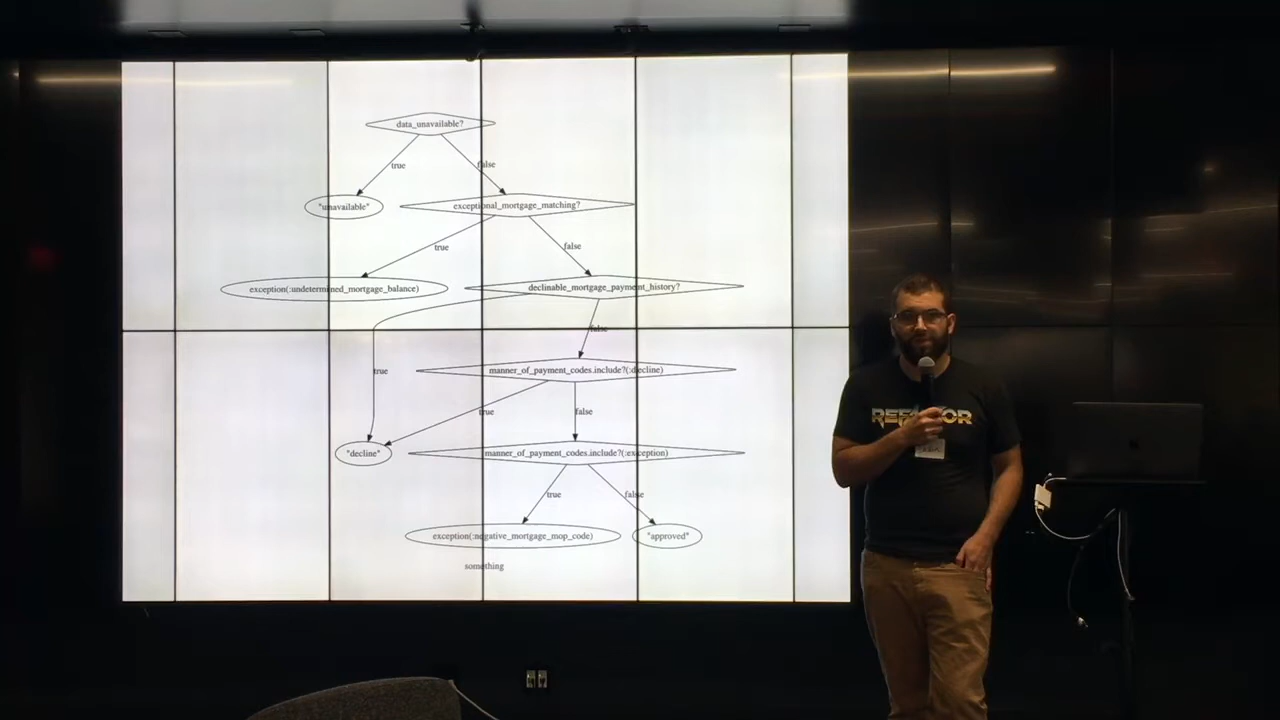 data_unavailable?
true
false
"unavailable"
exceptional_mortgage_matching?
true
false
exception(:undetermined_mortgage_balance)
declinable_mortgage_payment_history?
false
true
manner_of_payment_codes.include?(:decline)
true
false
"decline"
manner_of_payment_codes.include?(:exception)
true
false
exception(:negative_mortgage_mop_code)
"approved"
something
REFACTOR